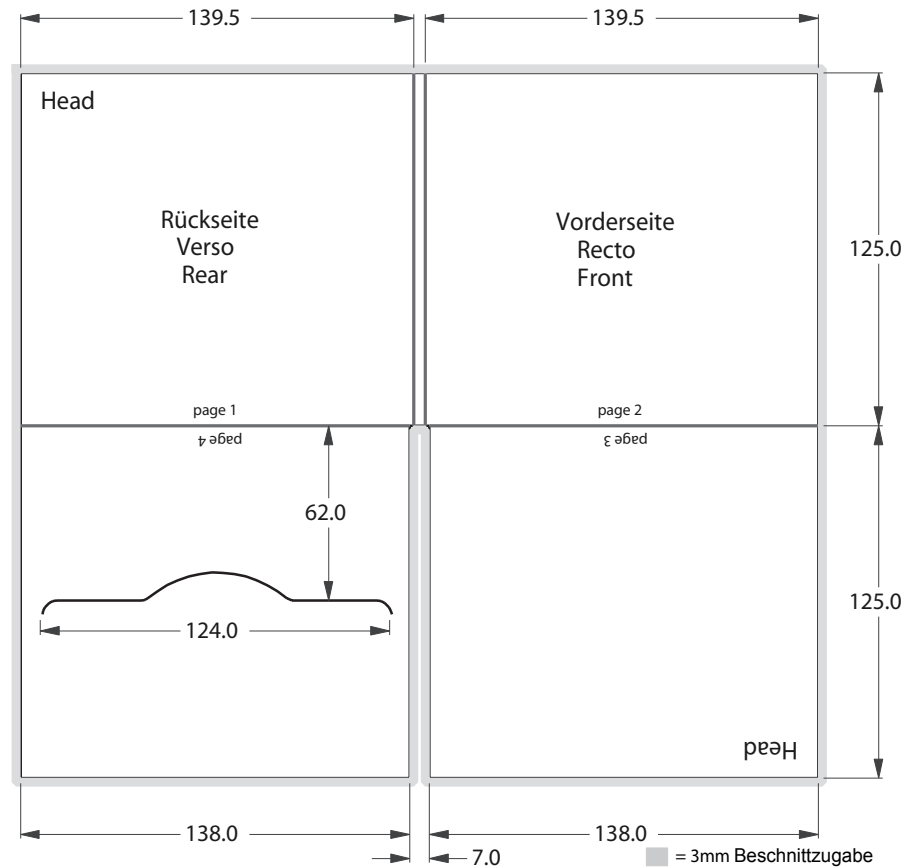 139.5
139.5
Head
Rückseite
Verso
Rear
Vorderseite
Recto
Front
125.0
page 1
page 2
page 4
page 3
62.0
124.0
125.0
Head
138.0
138.0
7.0
= 3mm Beschnittzugabe